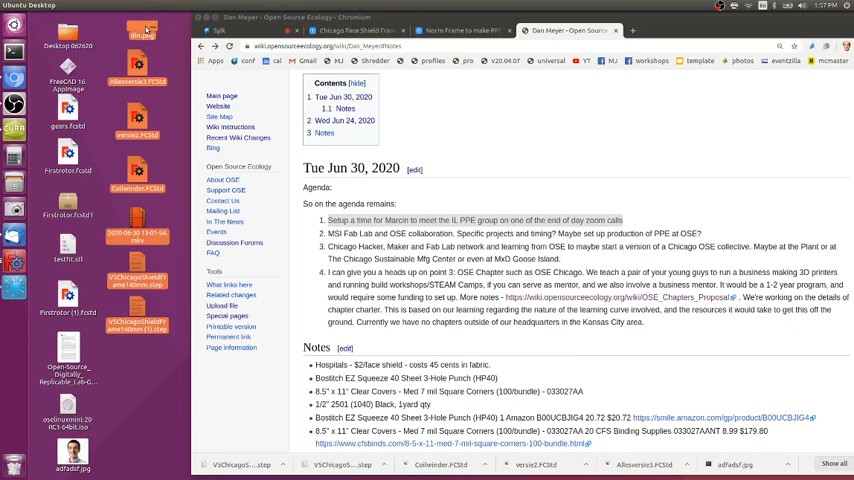 Ubuntu Desktop
1:57 PM
Dan Meyer - Open Source Ecology - Chromium
Sylk
Chicago Face Shield Fram
Norm Frame to make PPE
Dan Meyer - Open Source
wiki.opensourceecology.org/wiki/Dan_Meyer#Notes
Apps
Gmail
MJ
cal
photos
profiles
shredder
pro
v20.04.07
universal
YT
MJ
workshops
template
photos
eventzilla
mcmaster
Desktop 062620
din.png
FreeCAD 16.
AppImage
Allesversie3.FCStd
gears.fcstd
versie2.FCStd
Firstrotor.fcstd
Coilwinder.FCStd
Firstrotor.fcstd1
2020-06-30 13-01-54.
mkv
testfit.stl
VSChicagoShieldFr
ame140mm.step
Firstrotor (1).fcstd
VSChicagoShieldFr
ame140mm (1).step
Open-Source_
Digitally_
Replicable_Lab-G...
oselinuxmint-20-
RC1-64bit.iso
adfadsf.jpg
Main page
Website
Site Map
Wiki Instructions
Recent Wiki Changes
Blog
Open Source Ecology
About OSE
Support OSE
Contact Us
Mailing List
In The News
Events
Discussion Forums
FAQ
Tools
What links here
Related changes
Upload file
Special pages
Printable version
Permanent link
Page information
Contents [hide]
1 Tue Jun 30, 2020
1.1 Notes
2 Wed Jun 24, 2020
3 Notes
Tue Jun 30, 2020 [edit]
Agenda:
So on the agenda remains:
1. Setup a time for Marcin to meet the IL PPE group on one of the end of day zoom calls
2. MSI Fab Lab and OSE collaboration. Specific projects and timing? Maybe set up production of PPE at OSE?
3. Chicago Hacker, Maker and Fab Lab network and learning from OSE to maybe start a version of a Chicago OSE collective. Maybe at the Plant or at
The Chicago Sustainable Mfg Center or even at MxD Goose Island.
4. I can give you a heads up on point 3: OSE Chapter such as OSE Chicago. We teach a pair of your young guys to run a business making 3D printers
and running build workshops/STEAM Camps, if you can serve as mentor, and we also involve a business mentor. It would be a 1-2 year program, and
would require some funding to set up. More notes - https://wiki.opensourceecology.org/wiki/OSE_Chapters_Proposal . We're working on the details of
chapter charter. This is based on our learning regarding the nature of the learning curve involved, and the resources it would take to get this off the
ground. Currently we have no chapters outside of our headquarters in the Kansas City area.
Notes [edit]
Hospitals - $2/face shield - costs 45 cents in fabric.
Bostitch EZ Squeeze 40 Sheet 3-Hole Punch (HP40)
8.5" x 11" Clear Covers - Med 7 mil Square Corners (100/bundle) - 033027AA
1/2" 2501 (1040) Black, 1yard qty
Bostitch EZ Squeeze 40 Sheet 3-Hole Punch (HP40) 1 Amazon B00UCBJIG4 20.72 $20.72 https://smile.amazon.com/gp/product/B00UCBJIG4
8.5" x 11" Clear Covers - Med 7 mil Square Corners (100/bundle) 20 CFS Binding Supplies 033027AANT 8.99 $179.80
https://www.cfsbinds.com/8-5-x-11-med-7-mil-square-corners-100-bundle.html
VSChicagoS....step
VSChicagoS....step
Coilwinder.FCStd
versie2.FCStd
Allesversie3.FCStd
adfadsf.jpg
Show all